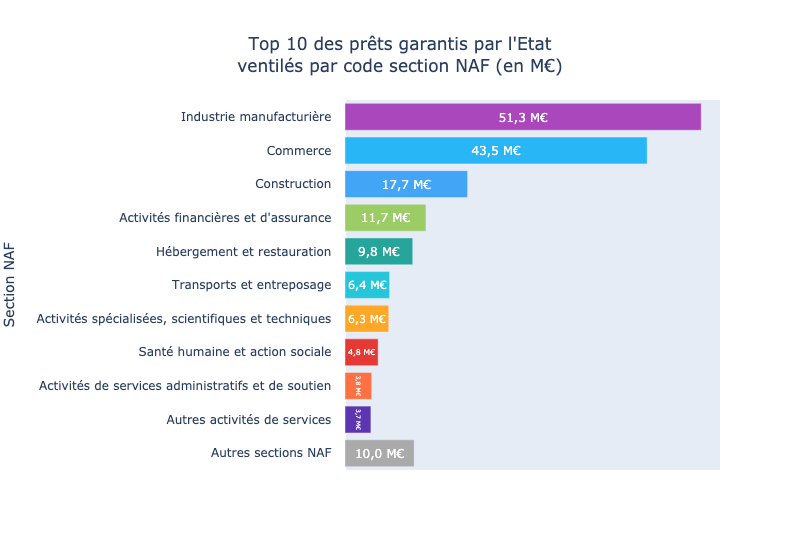 Top 10 des prêts garantis par l'Etat
ventilés par code section NAF (en M€)
Section NAF
Industrie manufacturière 51,3 M€
Commerce 43,5 M€
Construction 17,7 M€
Activités financières et d'assurance 11,7 M€
Hébergement et restauration 9,8 M€
Transports et entreposage 6,4 M€
Activités spécialisées, scientifiques et techniques 6,3 M€
Santé humaine et action sociale 4,8 M€
Activités de services administratifs et de soutien 3,8 M€
Autres activités de services 3,7 M€
Autres sections NAF 10,0 M€